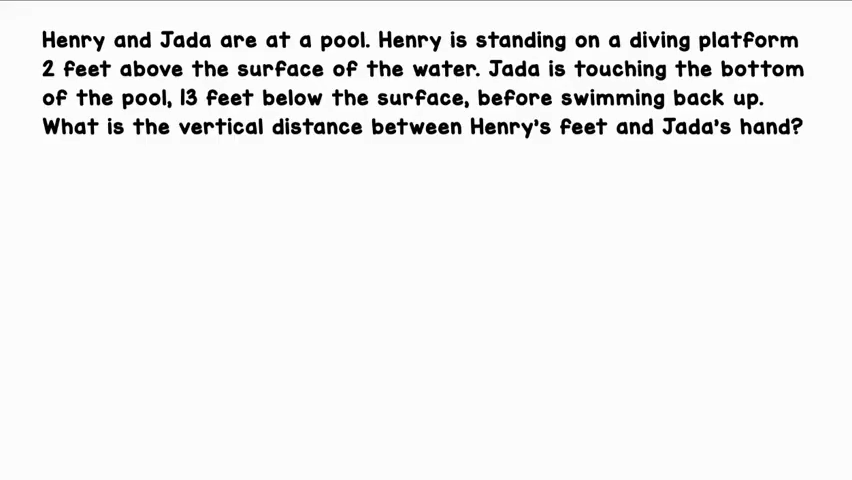 Henry and Jada are at a pool. Henry is standing on a diving platform
2 feet above the surface of the water. Jada is touching the bottom
of the pool, 13 feet below the surface, before swimming back up.
What is the vertical distance between Henry's feet and Jada's hand?